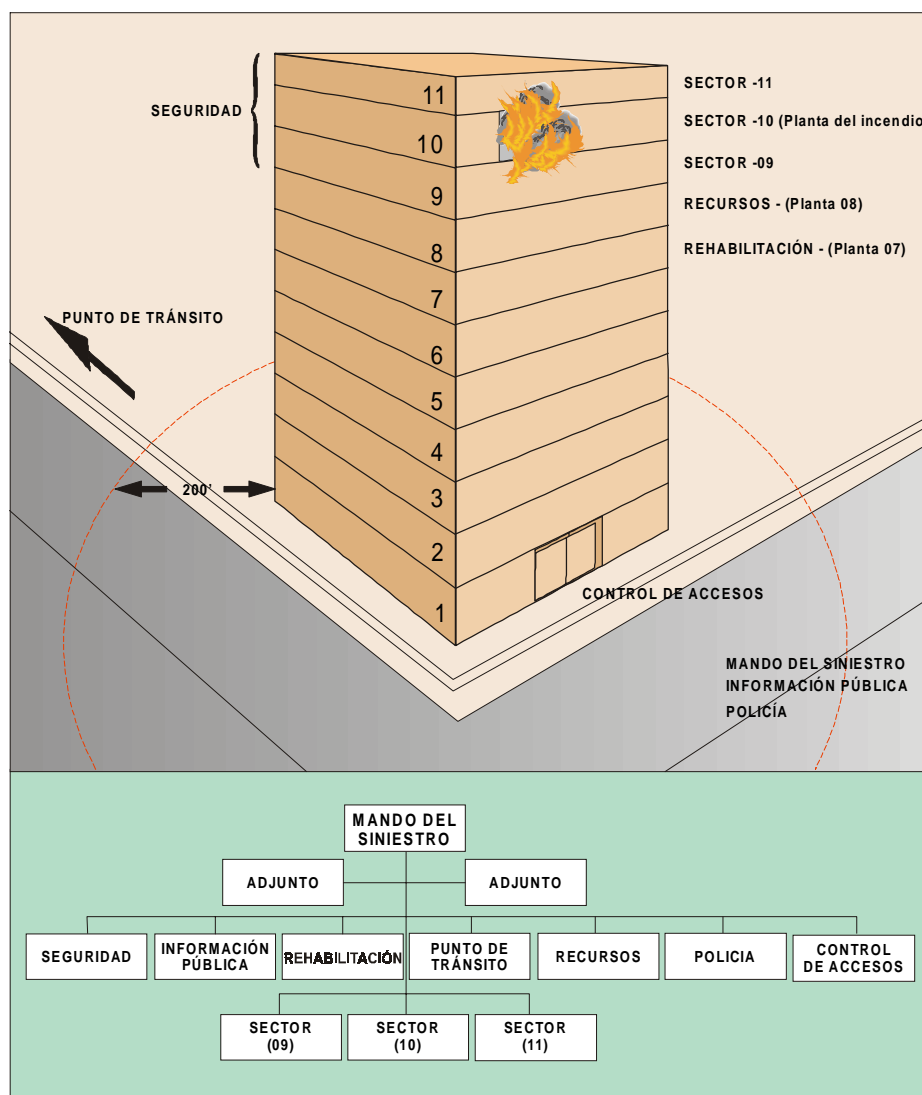 SEGURIDAD
11
10
9
8
7
6
5
4
3
2
1
SECTOR -11
SECTOR -10 (Planta del incendio
SECTOR -09
RECURSOS - (Planta 08)
REHABILITACIÓN - (Planta 07)
PUNTO DE TRÁNSITO
200'
CONTROL DE ACCESOS
MANDO DEL SINIESTRO
INFORMACIÓN PÚBLICA
POLICÍA
MANDO DEL
SINIESTRO
ADJUNTO
ADJUNTO
SEGURIDAD
INFORMACIÓN
PÚBLICA
REHABILITACIÓN
PUNTO DE
TRÁNSITO
RECURSOS
POLICIA
CONTROL
DE ACCESOS
SECTOR
(09)
SECTOR
(10)
SECTOR
(11)